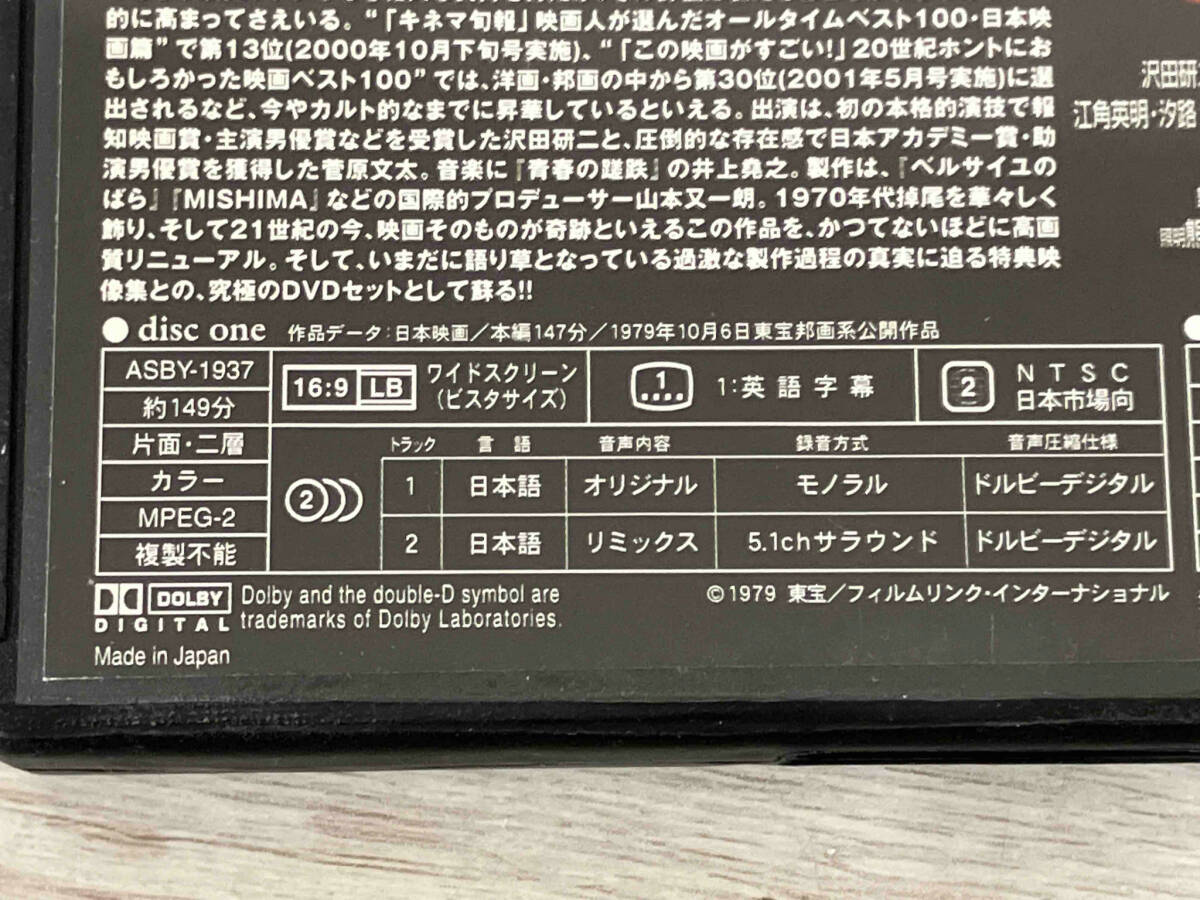 的に高まってさえいる。“「キネマ旬報」映画人が選んだオールタイムベスト100・日本映
画篇”で第13位(2000年10月下旬号実施)、“「この映画がすごい!」20世紀ホントにお
もしろかった映画ベスト100”では、洋画・邦画の中から第30位(2001年5月号実施)に選
出されるなど、今やカルト的なまでに昇華しているといえる。出演は、初の本格的演技で報
知映画賞・主演男優賞などを受賞した沢田研二と、圧倒的な存在感で日本アカデミー賞・助
演男優賞を獲得した菅原文太。音楽に『青春の蹉跌』の井上堯之。製作は、『ベルサイユの
ばら』『MISHIMA』などの国際的プロデューサー山本又一朗。1970年代掉尾を華々しく
飾り、そして21世紀の今、映画そのものが奇跡といえるこの作品を、かつてないほどに高画
質リニューアル。そして、いまだに語り草となっている過激な製作過程の真実に迫る特典映
像集との、究極のDVDセットとして蘇る!!
沢田研
江角英明・汐路
照明
● disc one 作品データ:日本映画/本編147分/1979年10月6日東宝邦画系公開作品
ASBY-1937
約149分
片面・二層
カラー
MPEG-2
複製不能
16:9 LB ワイドスクリーン
(ビスタサイズ)
1 1:英語字幕
2 NTSC
日本市場向
2
トラック 言語 音声内容 録音方式 音声圧縮仕様
1 日本語 オリジナル モノラル ドルビーデジタル
2 日本語 リミックス 5.1chサラウンド ドルビーデジタル
DOLBY
DIGITAL
Dolby and the double-D symbol are
trademarks of Dolby Laboratories.
©1979 東宝/フィルムリンク・インターナショナル
Made in Japan